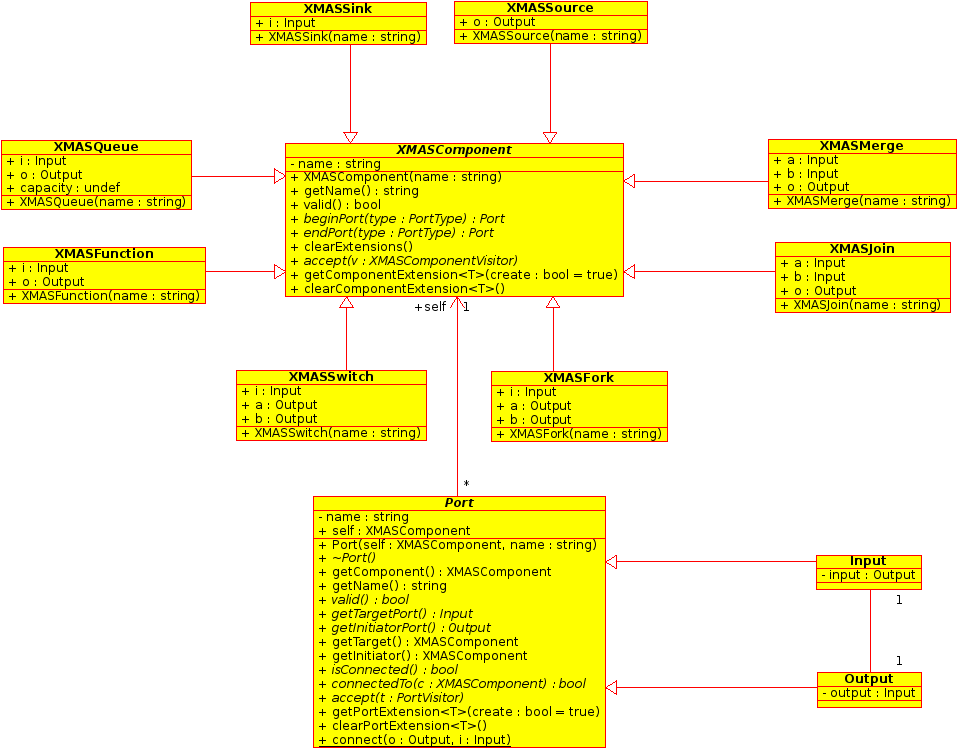 XMASSink
+ i : Input
+ XMASSink(name : string)
XMASSource
+ o : Output
+ XMASSource(name : string)
XMASQueue
+ i : Input
+ o : Output
+ capacity : undef
+ XMASQueue(name : string)
XMASComponent
- name : string
+ XMASComponent(name : string)
+ getName() : string
+ valid() : bool
+ beginPort(type : PortType) : Port
+ endPort(type : PortType) : Port
+ clearExtensions()
+ accept(v : XMASComponentVisitor)
+ getComponentExtension<T>(create : bool = true)
+ clearComponentExtension<T>()
XMASMerge
+ a : Input
+ b : Input
+ o : Output
+ XMASMerge(name : string)
XMASFunction
+ i : Input
+ o : Output
+ XMASFunction(name : string)
XMASJoin
+ a : Input
+ b : Input
+ o : Output
+ XMASJoin(name : string)
+self 1
XMASSwitch
+ i : Input
+ a : Output
+ b : Output
+ XMASSwitch(name : string)
XMASFork
+ i : Input
+ a : Output
+ b : Output
+ XMASFork(name : string)
*
Port
- name : string
+ self : XMASComponent
+ Port(self : XMASComponent, name : string)
+ ~Port()
+ getComponent() : XMASComponent
+ getName() : string
+ valid() : bool
+ getTargetPort() : Input
+ getInitiatorPort() : Output
+ getTarget() : XMASComponent
+ getInitiator() : XMASComponent
+ isConnected() : bool
+ connectedTo(c : XMASComponent) : bool
+ accept(t : PortVisitor)
+ getPortExtension<T>(create : bool = true)
+ clearPortExtension<T>()
+ connect(o : Output, i : Input)
Input
- input : Output
1
1
Output
- output : Input